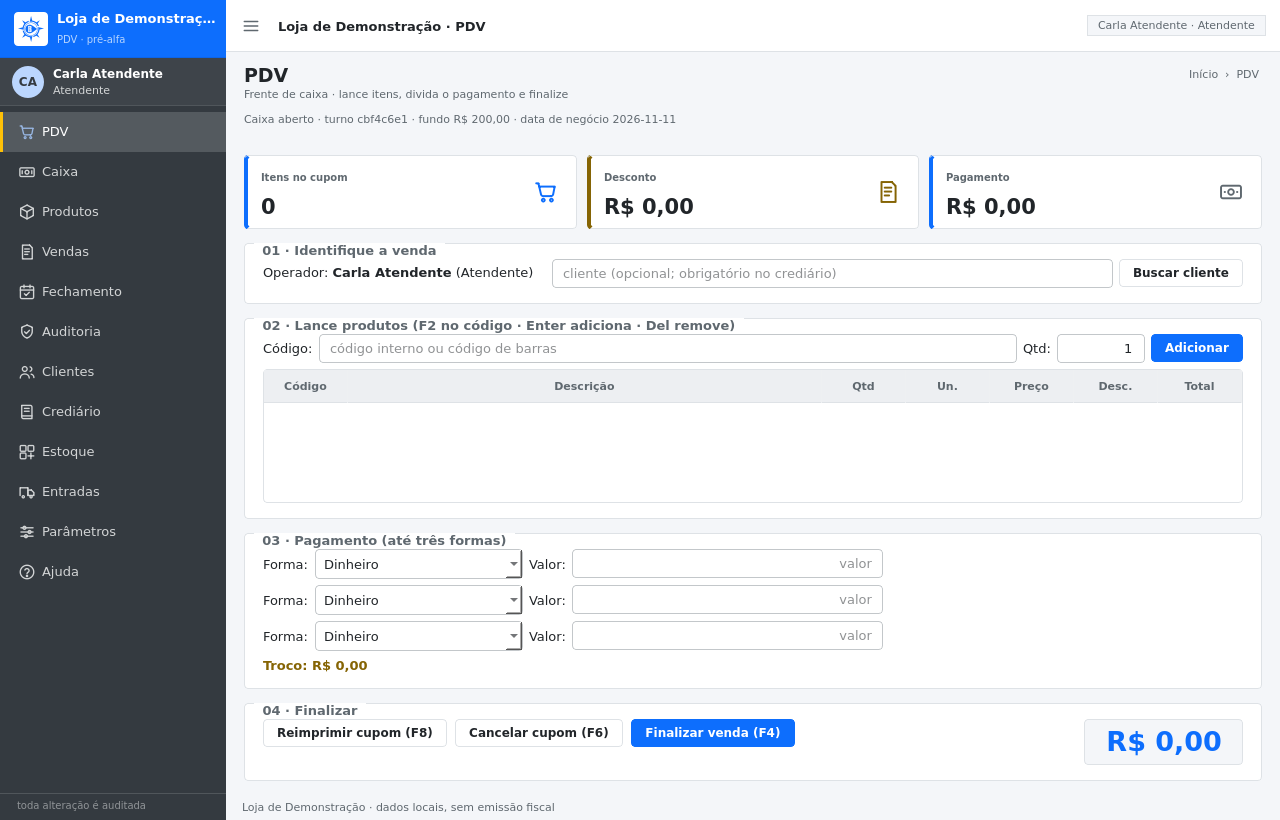 Loja de Demonstraç...
PDV · pré-alfa
Loja de Demonstração · PDV
Carla Atendente · Atendente
CA
Carla Atendente
Atendente
PDV
Caixa
Produtos
Vendas
Fechamento
Auditoria
Clientes
Crediário
Estoque
Entradas
Parâmetros
Ajuda
toda alteração é auditada
PDV
Início › PDV
Frente de caixa · lance itens, divida o pagamento e finalize
Caixa aberto · turno cbf4c6e1 · fundo R$ 200,00 · data de negócio 2026-11-11
Itens no cupom
0
Desconto
R$ 0,00
Pagamento
R$ 0,00
01 · Identifique a venda
Operador: Carla Atendente (Atendente) cliente (opcional; obrigatório no crediário) Buscar cliente
02 · Lance produtos (F2 no código · Enter adiciona · Del remove)
Código: código interno ou código de barras Qtd: 1 Adicionar
Código Descrição Qtd Un. Preço Desc. Total
03 · Pagamento (até três formas)
Forma: Dinheiro Valor: valor
Forma: Dinheiro Valor: valor
Forma: Dinheiro Valor: valor
Troco: R$ 0,00
04 · Finalizar
Reimprimir cupom (F8) Cancelar cupom (F6) Finalizar venda (F4) R$ 0,00
Loja de Demonstração · dados locais, sem emissão fiscal